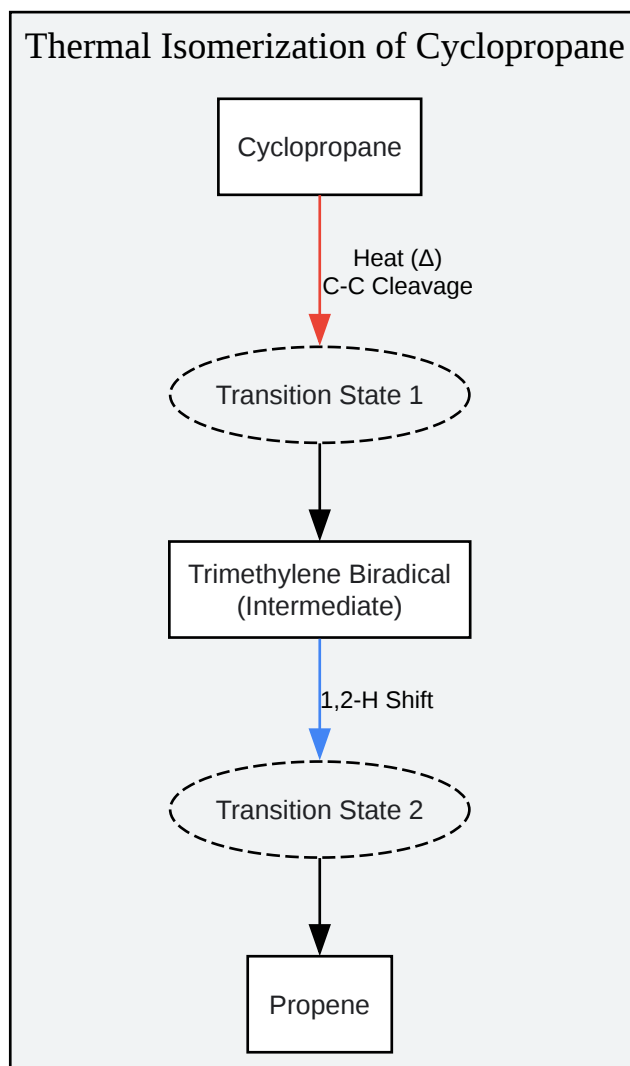 Thermal Isomerization of Cyclopropane
Cyclopropane
Heat (Δ)
C-C Cleavage
Transition State 1
Trimethylene Biradical
(Intermediate)
1,2-H Shift
Transition State 2
Propene